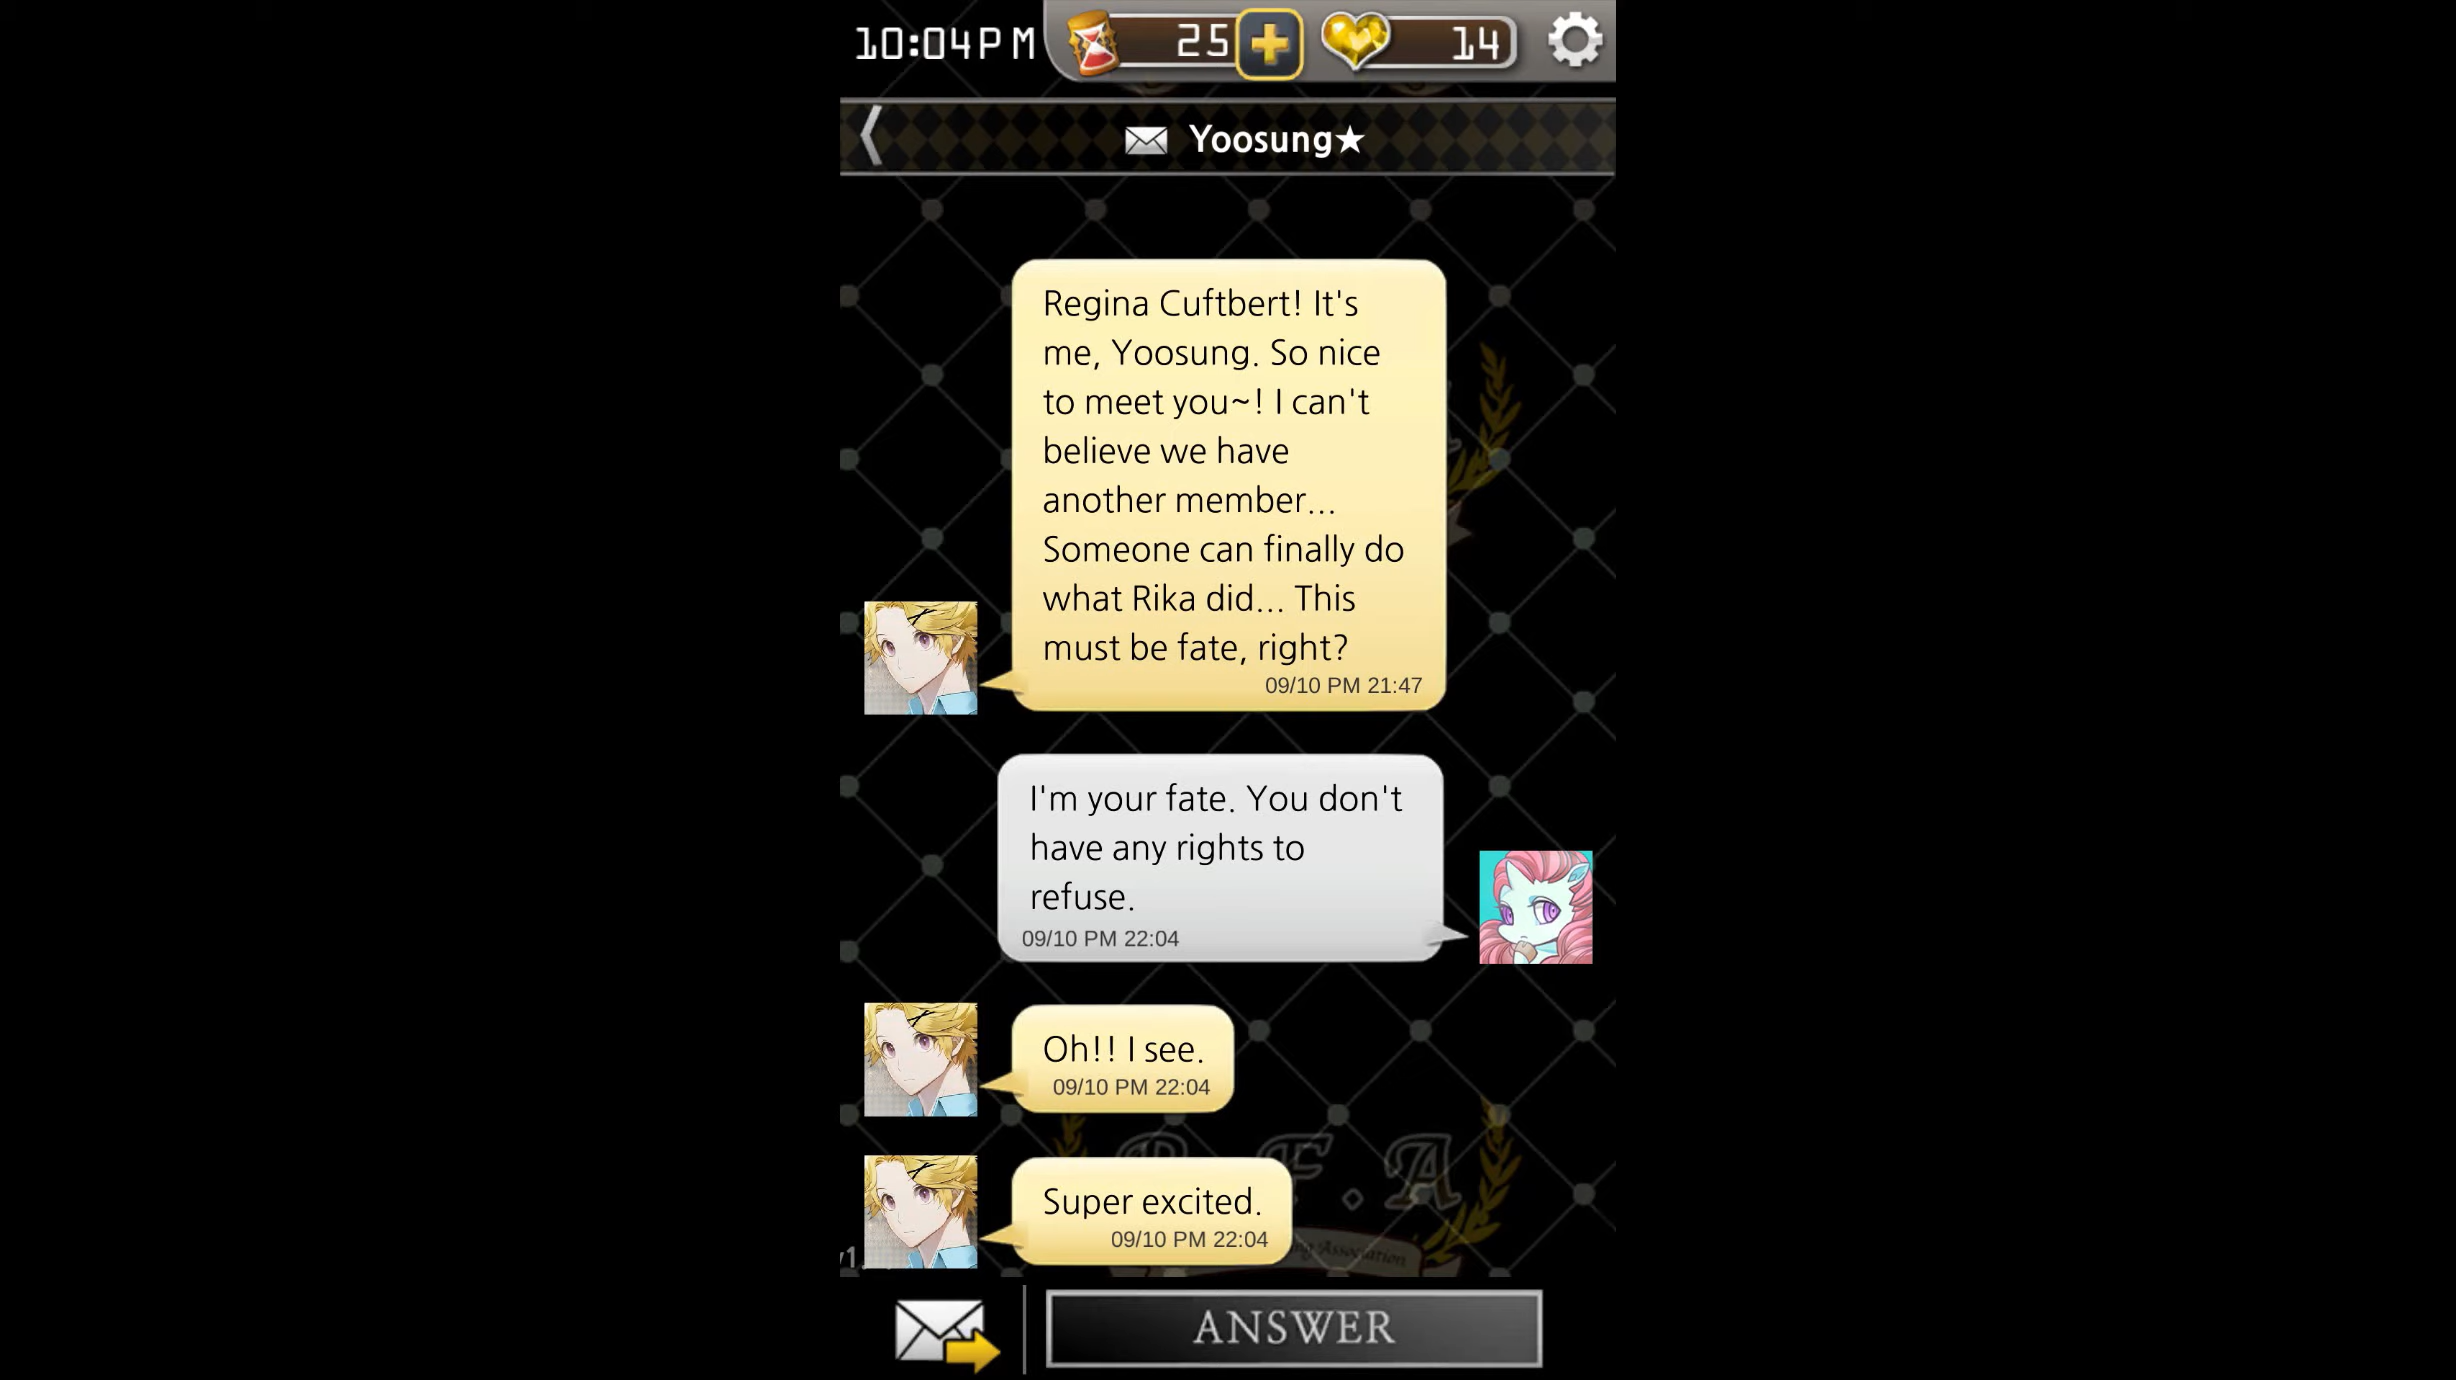 10:04PM 25 14
Yoosung★
Regina Cuftbert! It's
me, Yoosung. So nice
to meet you~! I can't
believe we have
another member...
Someone can finally do
what Rika did... This
must be fate, right?
09/10 PM 21:47
I'm your fate. You don't
have any rights to
refuse.
09/10 PM 22:04
Oh!! I see.
09/10 PM 22:04
R.F.A
Super excited.
09/10 PM 22:04
Association
v1
ANSWER